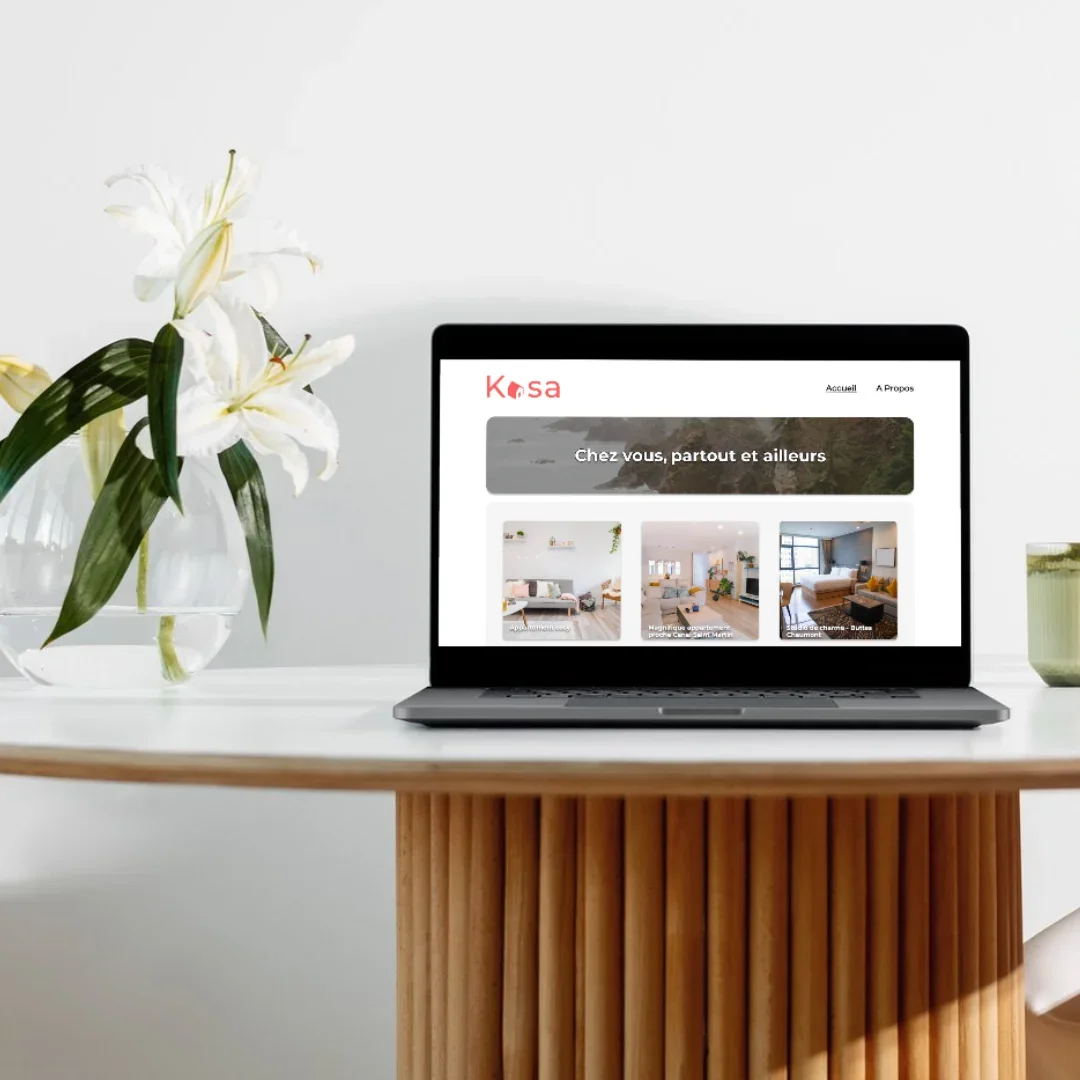 Kasa
Accueil
A Propos
Chez vous, partout et ailleurs
Appartement cosy
Magnifique appartement
proche Canal Saint Martin
Studio de charme - Buttes
Chaumont